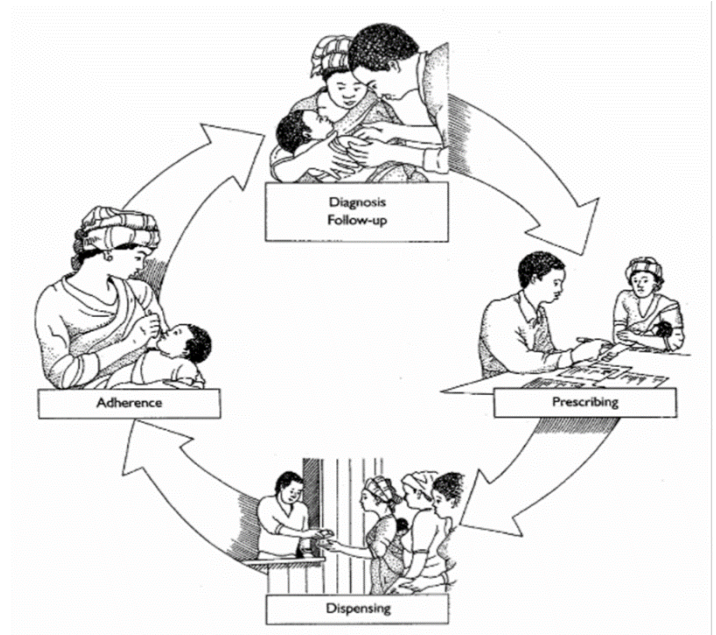 Diagnosis
Follow-up
Prescribing
Dispensing
Adherence